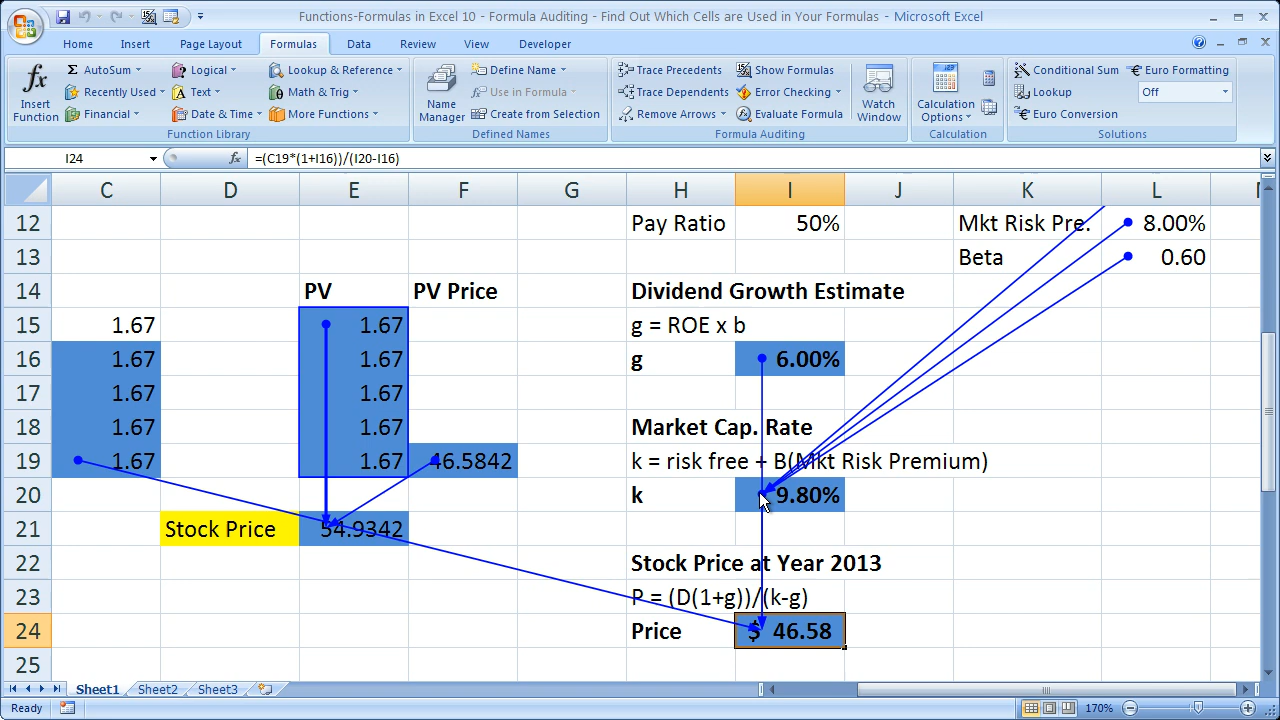 Functions-Formulas in Excel 10 - Formula Auditing - Find Out Which Cells are Used in Your Formulas - Microsoft Excel
Home Insert Page Layout Formulas Data Review View Developer
fx Insert Function
Σ AutoSum
Recently Used
Financial
Logical
Text
Date & Time
Lookup & Reference
Math & Trig
More Functions
Function Library
Name Manager
Define Name
Use in Formula
Create from Selection
Defined Names
Trace Precedents
Trace Dependents
Remove Arrows
Show Formulas
Error Checking
Evaluate Formula
Watch Window
Formula Auditing
Calculation Options
Calculation
Conditional Sum
Lookup
Euro Conversion
Euro Formatting
Off
Solutions
I24 fx =(C19*(1+I16))/(I20-I16)
C D E F G H I J K L
12 Pay Ratio 50% Mkt Risk Pre. 8.00%
13 Beta 0.60
14 PV PV Price Dividend Growth Estimate
15 1.67 1.67 g = ROE x b
16 1.67 1.67 g 6.00%
17 1.67 1.67
18 1.67 1.67 Market Cap. Rate
19 1.67 1.67 46.5842 k = risk free + B(Mkt Risk Premium)
20 k 9.80%
21 Stock Price 54.9342
22 Stock Price at Year 2013
23 P = (D(1+g))/(k-g)
24 Price $ 46.58
25
Sheet1 Sheet2 Sheet3
Ready 170%